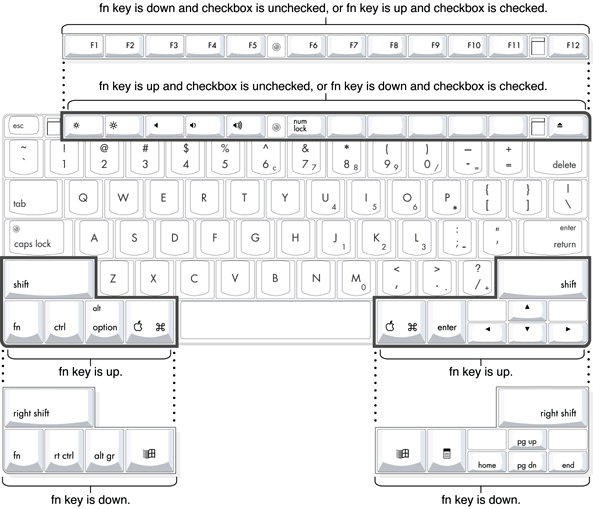 fn key is down and checkbox is unchecked, or fn key is up and checkbox is checked.
F1 F2 F3 F4 F5 F6 F7 F8 F9 F10 F11 F12
fn key is up and checkbox is unchecked, or fn key is down and checkbox is checked.
esc num lock
~ ! @ # $ % ^ & * ( ) — +
` 1 2 3 4 5 6 c 7 7 8 8 9 9 0 / - = = delete
tab Q W E R T Y U 4 I 5 O 6 P * { [ } ] | \
caps lock A S D F G H J 1 K 2 L 3 : ; - " ' enter return
shift Z X C V B N M 0 < , > . . ? / + shift
alt
fn ctrl option ⌘ ⌘ enter ▲ ◄ ▼ ►
fn key is up. fn key is up.
right shift right shift
fn rt ctrl alt gr pg up
home pg dn end
fn key is down. fn key is down.